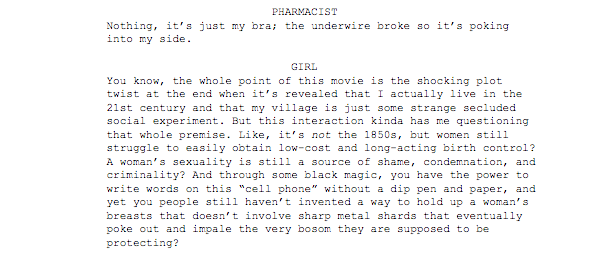 PHARMACIST
Nothing, it’s just my bra; the underwire broke so it’s poking
into my side.
GIRL
You know, the whole point of this movie is the shocking plot
twist at the end when it’s revealed that I actually live in the
21st century and that my village is just some strange secluded
social experiment. But this interaction kinda has me questioning
that whole premise. Like, it’s not the 1850s, but women still
struggle to easily obtain low-cost and long-acting birth control?
A woman’s sexuality is still a source of shame, condemnation, and
criminality? And through some black magic, you have the power to
write words on this “cell phone” without a dip pen and paper, and
yet you people still haven’t invented a way to hold up a woman’s
breasts that doesn’t involve sharp metal shards that eventually
poke out and impale the very bosom they are supposed to be
protecting?